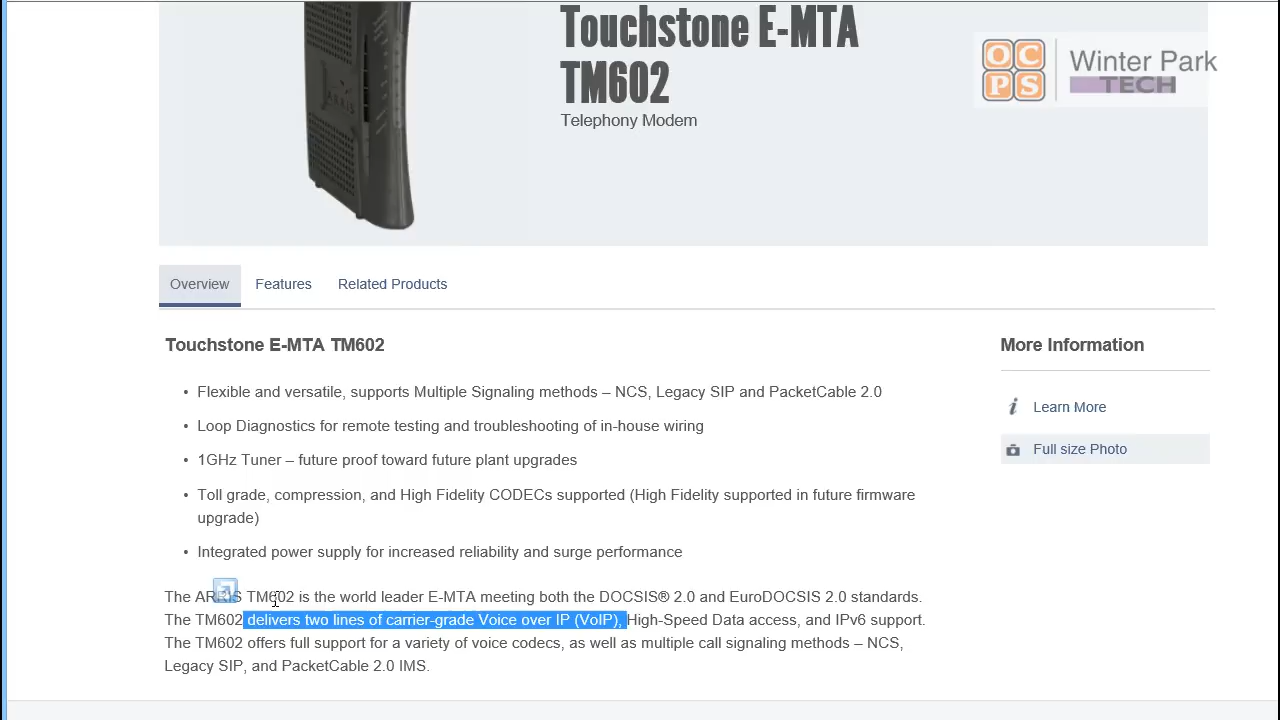 Touchstone E-MTA
TM602
Telephony Modem
OC
PS
Winter Park
TECH
ARRIS
Overview
Features
Related Products
Touchstone E-MTA TM602
• Flexible and versatile, supports Multiple Signaling methods – NCS, Legacy SIP and PacketCable 2.0
• Loop Diagnostics for remote testing and troubleshooting of in-house wiring
• 1GHz Tuner – future proof toward future plant upgrades
• Toll grade, compression, and High Fidelity CODECs supported (High Fidelity supported in future firmware
upgrade)
• Integrated power supply for increased reliability and surge performance
The ARRIS TM602 is the world leader E-MTA meeting both the DOCSIS® 2.0 and EuroDOCSIS 2.0 standards.
The TM602 delivers two lines of carrier-grade Voice over IP (VoIP), High-Speed Data access, and IPv6 support.
The TM602 offers full support for a variety of voice codecs, as well as multiple call signaling methods – NCS,
Legacy SIP, and PacketCable 2.0 IMS.
More Information
Learn More
Full size Photo